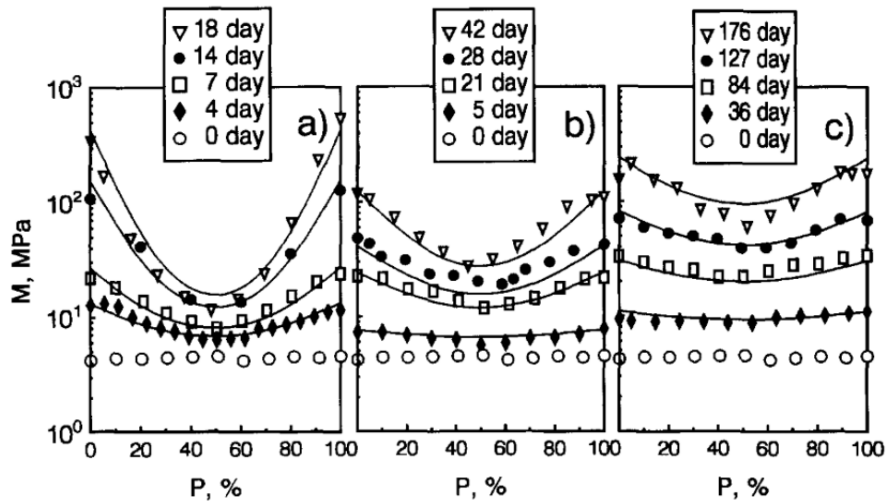 ▽ 18 day
● 14 day
□ 7 day
♦ 4 day
○ 0 day
▽ 42 day
● 28 day
□ 21 day
♦ 5 day
○ 0 day
▽ 176 day
● 127 day
□ 84 day
♦ 36 day
○ 0 day
a)
b)
c)
M, MPa
10³
10²
10¹
10⁰
0 20 40 60 80 100
0 20 40 60 80 100
0 20 40 60 80 100
P, %
P, %
P, %